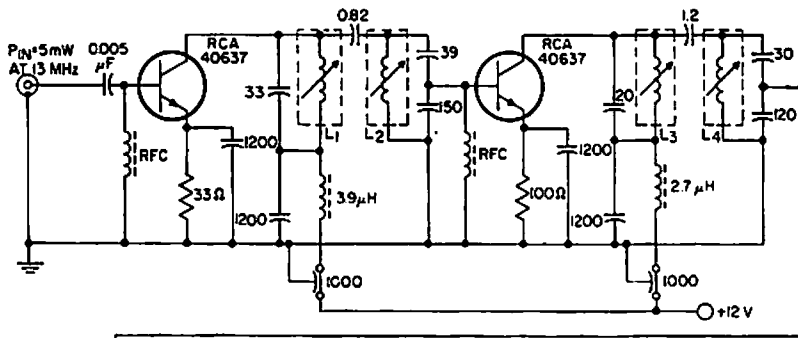 PIN=5mW
AT 13 MHz
0.005
μF
RCA
40637
33
0.82
L1
L2
39
150
RCA
40637
20
1.2
L3
L4
30
120
RFC
33Ω
1200
1200
3.9μH
RFC
100Ω
1200
1200
2.7 μH
1000
1000
+12 V